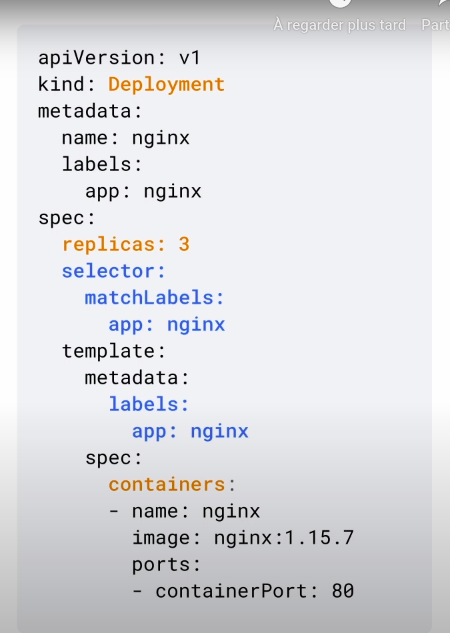 À regarder plus tard Part
apiVersion: v1
kind: Deployment
metadata:
  name: nginx
  labels:
    app: nginx
spec:
  replicas: 3
  selector:
    matchLabels:
      app: nginx
  template:
    metadata:
      labels:
        app: nginx
    spec:
      containers:
      - name: nginx
        image: nginx:1.15.7
        ports:
        - containerPort: 80